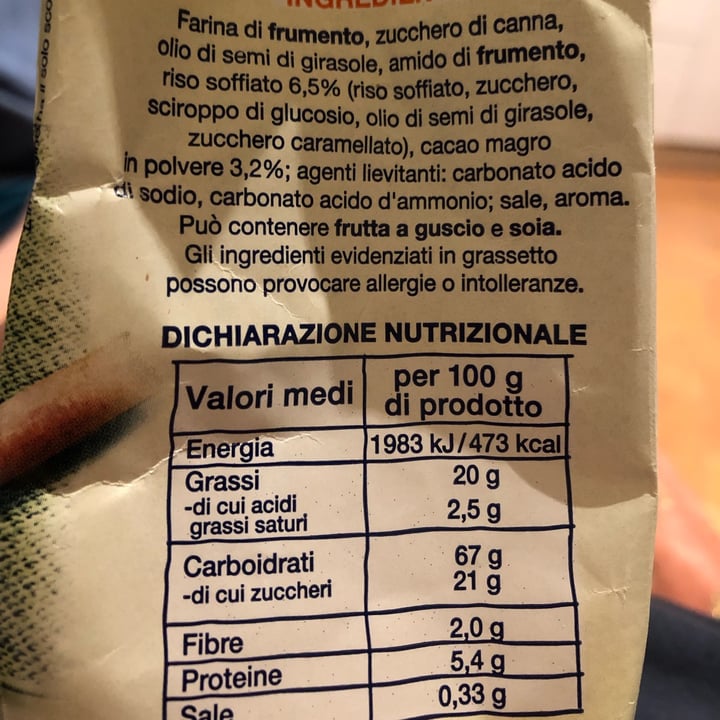 Farina di frumento, zucchero di canna,
olio di semi di girasole, amido di frumento,
riso soffiato 6,5% (riso soffiato, zucchero,
sciroppo di glucosio, olio di semi di girasole,
zucchero caramellato), cacao magro
in polvere 3,2%; agenti lievitanti: carbonato acido
di sodio, carbonato acido d'ammonio; sale, aroma.
Può contenere frutta a guscio e soia.
Gli ingredienti evidenziati in grassetto
possono provocare allergie o intolleranze.
DICHIARAZIONE NUTRIZIONALE
Valori medi per 100 g
di prodotto
Energia 1983 kJ/473 kcal
Grassi 20 g
-di cui acidi
grassi saturi 2,5 g
Carboidrati 67 g
-di cui zuccheri 21 g
Fibre 2,0 g
Proteine 5,4 g
Sale 0,33 g